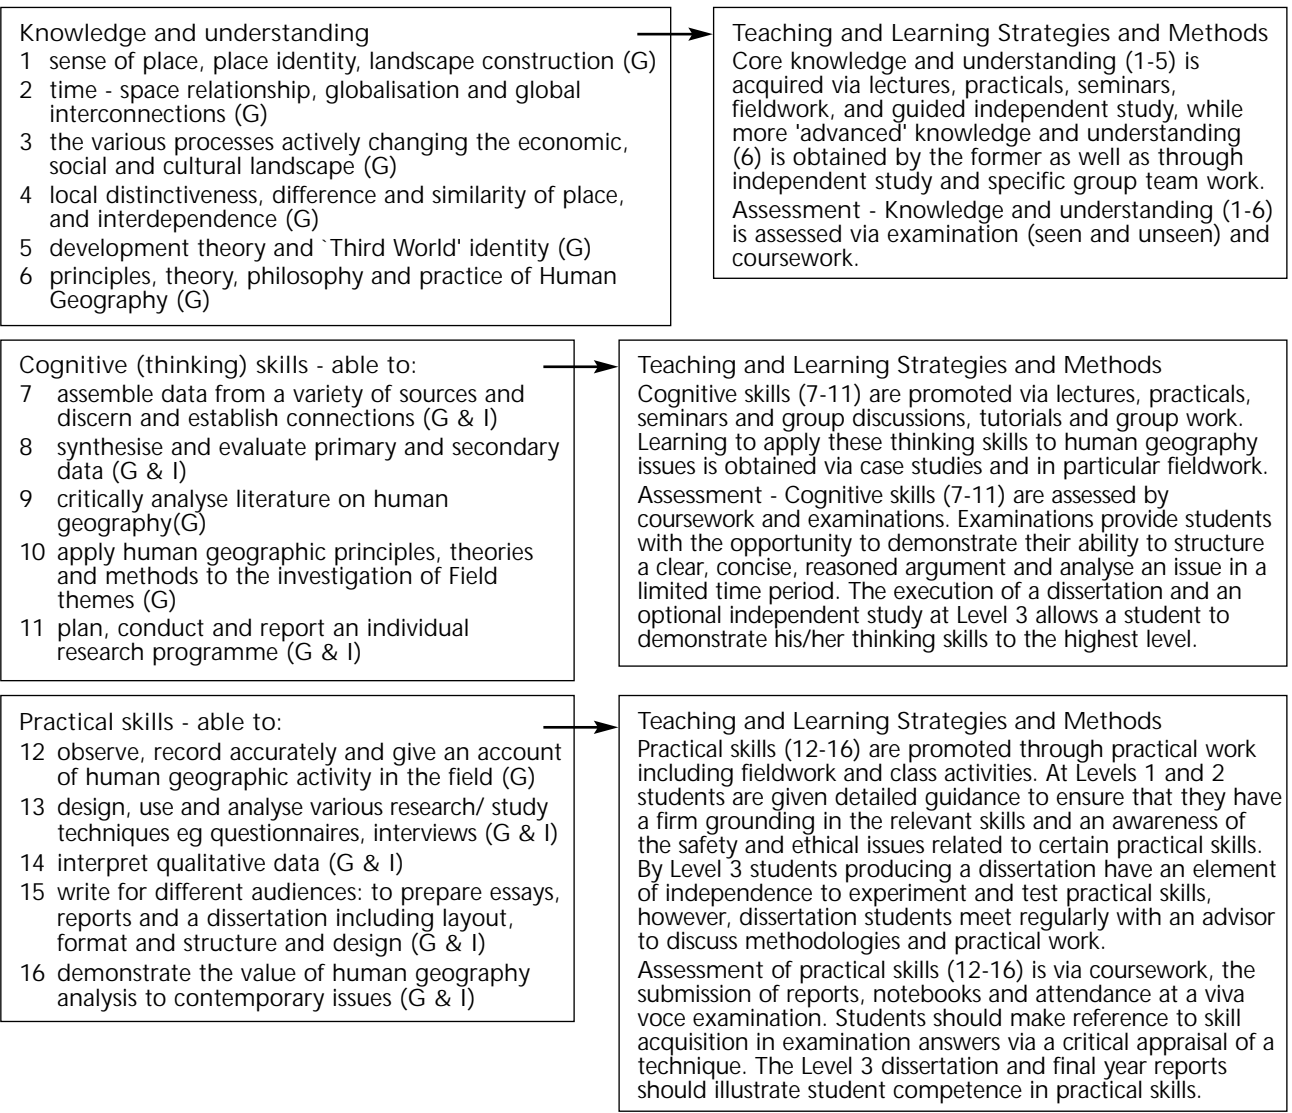 Knowledge and understanding
1 sense of place, place identity, landscape construction (G)
2 time - space relationship, globalisation and global
interconnections (G)
3 the various processes actively changing the economic,
social and cultural landscape (G)
4 local distinctiveness, difference and similarity of place,
and interdependence (G)
5 development theory and `Third World' identity (G)
6 principles, theory, philosophy and practice of Human
Geography (G)
Teaching and Learning Strategies and Methods
Core knowledge and understanding (1-5) is
acquired via lectures, practicals, seminars,
fieldwork, and guided independent study, while
more 'advanced' knowledge and understanding
(6) is obtained by the former as well as through
independent study and specific group team work.
Assessment - Knowledge and understanding (1-6)
is assessed via examination (seen and unseen) and
coursework.
Cognitive (thinking) skills - able to:
7 assemble data from a variety of sources and
discern and establish connections (G & I)
8 synthesise and evaluate primary and secondary
data (G & I)
9 critically analyse literature on human
geography(G)
10 apply human geographic principles, theories
and methods to the investigation of Field
themes (G)
11 plan, conduct and report an individual
research programme (G & I)
Teaching and Learning Strategies and Methods
Cognitive skills (7-11) are promoted via lectures, practicals,
seminars and group discussions, tutorials and group work.
Learning to apply these thinking skills to human geography
issues is obtained via case studies and in particular fieldwork.
Assessment - Cognitive skills (7-11) are assessed by
coursework and examinations. Examinations provide students
with the opportunity to demonstrate their ability to structure
a clear, concise, reasoned argument and analyse an issue in a
limited time period. The execution of a dissertation and an
optional independent study at Level 3 allows a student to
demonstrate his/her thinking skills to the highest level.
Practical skills - able to:
12 observe, record accurately and give an account
of human geographic activity in the field (G)
13 design, use and analyse various research/ study
techniques eg questionnaires, interviews (G & I)
14 interpret qualitative data (G & I)
15 write for different audiences: to prepare essays,
reports and a dissertation including layout,
format and structure and design (G & I)
16 demonstrate the value of human geography
analysis to contemporary issues (G & I)
Teaching and Learning Strategies and Methods
Practical skills (12-16) are promoted through practical work
including fieldwork and class activities. At Levels 1 and 2
students are given detailed guidance to ensure that they have
a firm grounding in the relevant skills and an awareness of
the safety and ethical issues related to certain practical skills.
By Level 3 students producing a dissertation have an element
of independence to experiment and test practical skills,
however, dissertation students meet regularly with an advisor
to discuss methodologies and practical work.
Assessment of practical skills (12-16) is via coursework, the
submission of reports, notebooks and attendance at a viva
voce examination. Students should make reference to skill
acquisition in examination answers via a critical appraisal of a
technique. The Level 3 dissertation and final year reports
should illustrate student competence in practical skills.